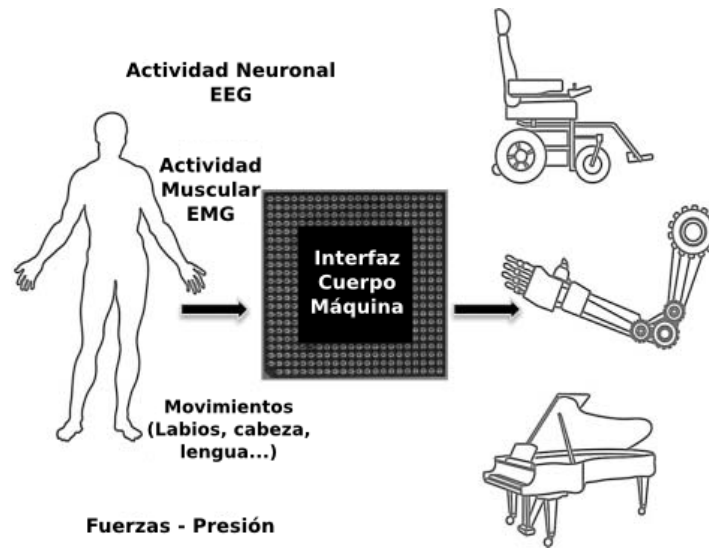 Actividad Neuronal
EEG
Actividad
Muscular
EMG
Interfaz
Cuerpo
Máquina
Movimientos
(Labios, cabeza,
lengua...)
Fuerzas - Presión